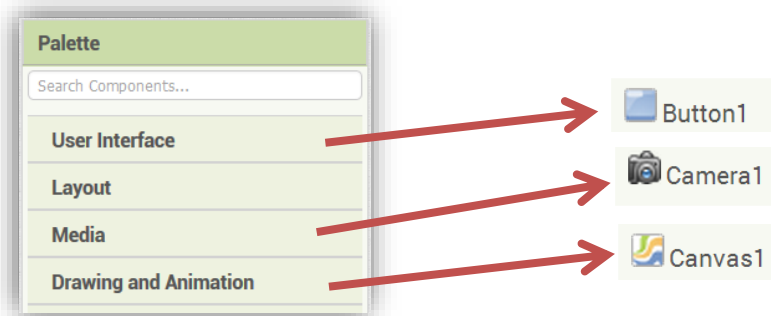 Palette
Search Components...
User Interface
Layout
Media
Drawing and Animation
Button1
Camera1
Canvas1